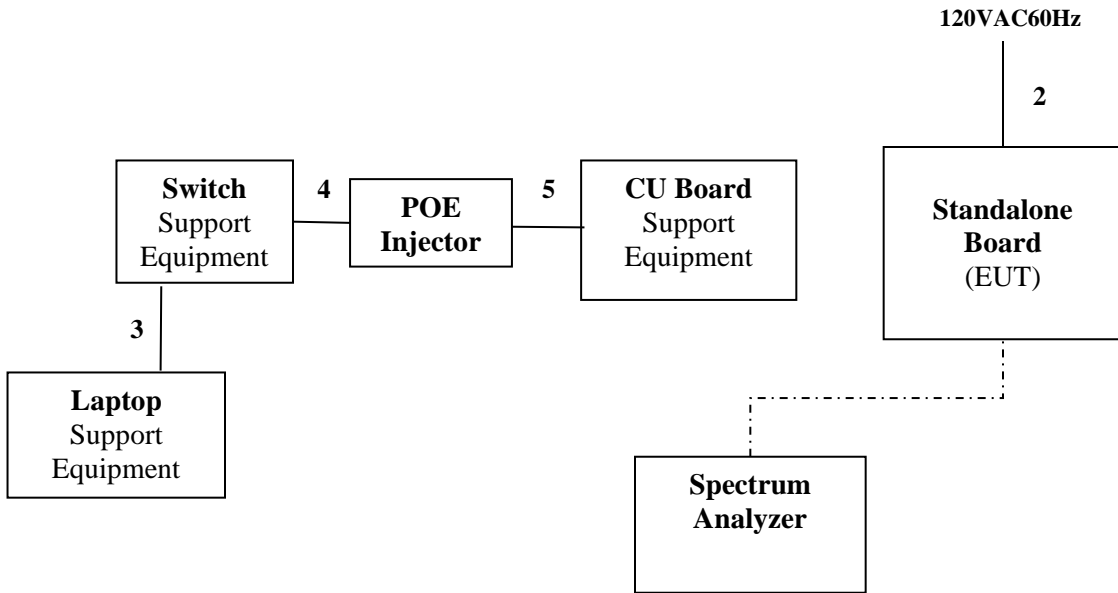 120VAC60Hz
2
Switch
Support
Equipment
4
POE
Injector
5
CU Board
Support
Equipment
Standalone
Board
(EUT)
3
Laptop
Support
Equipment
Spectrum
Analyzer